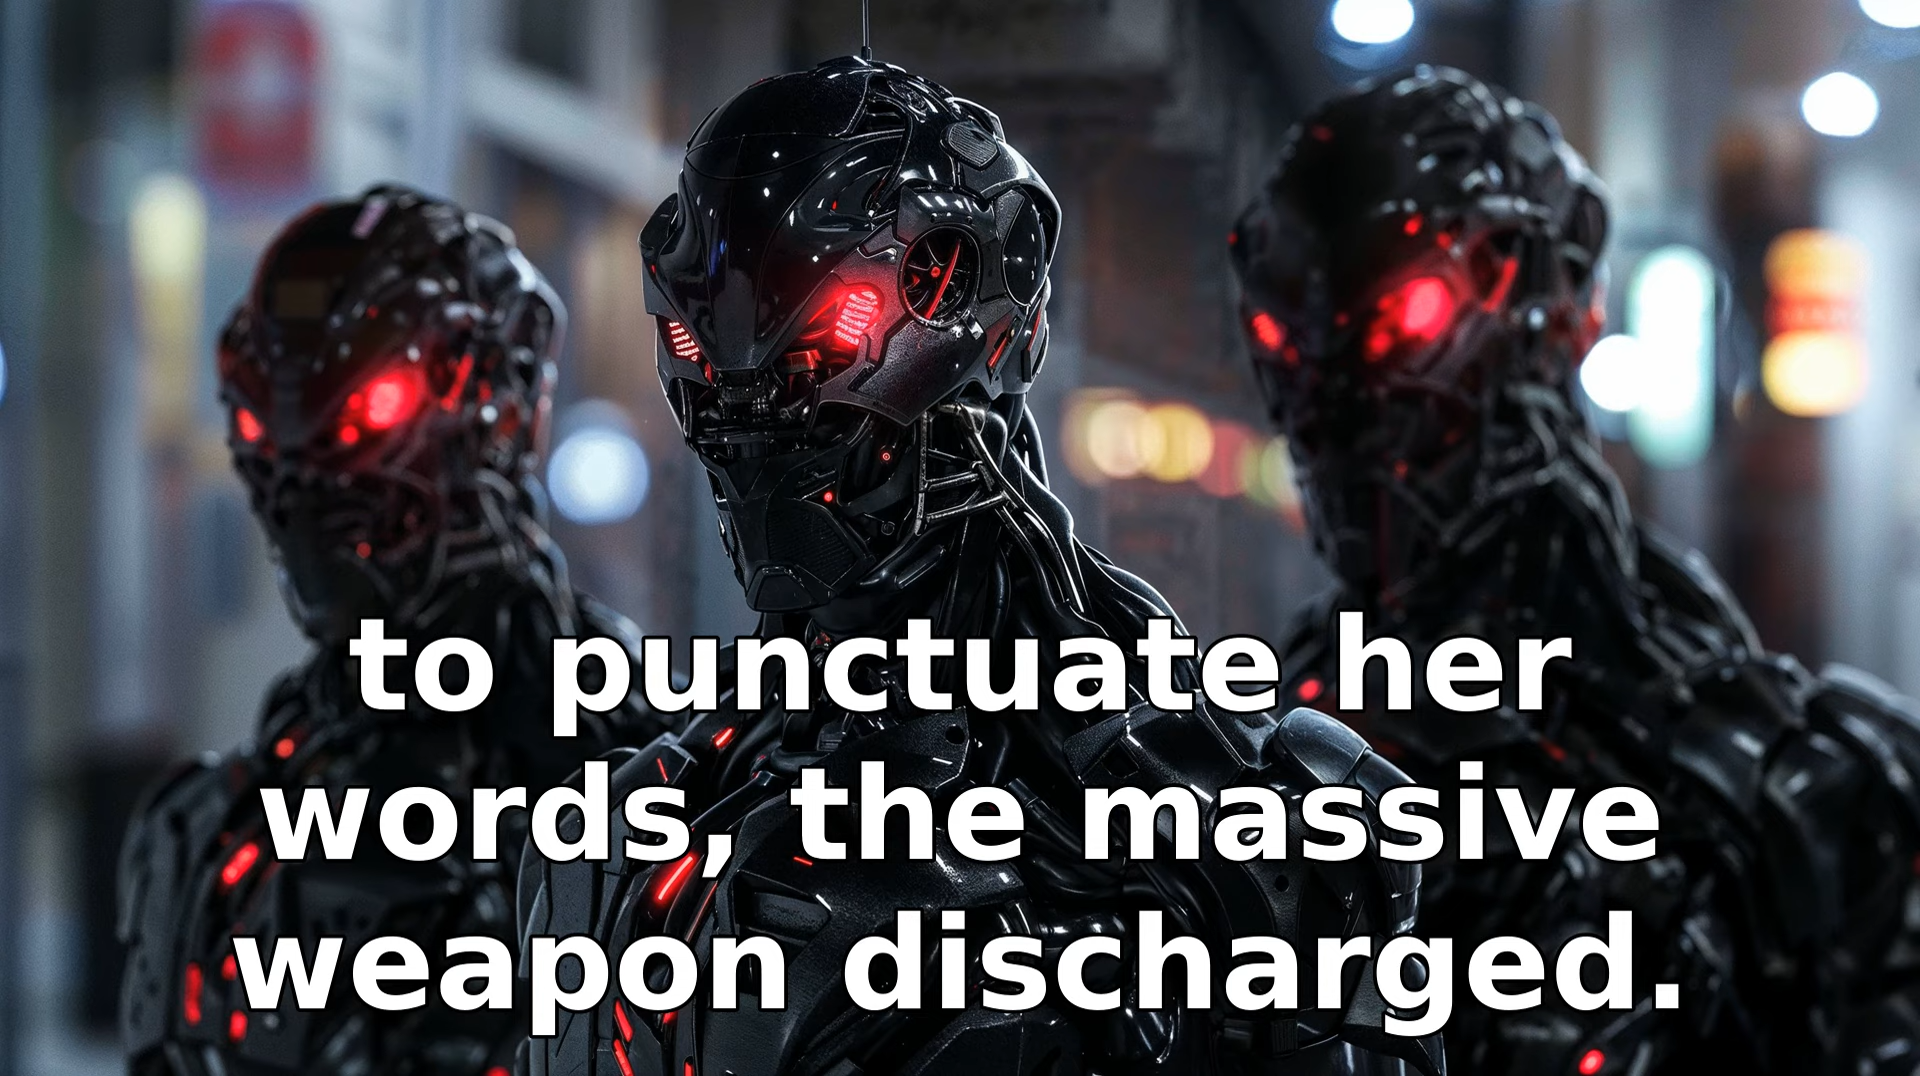 to punctuate her
words, the massive
weapon discharged.